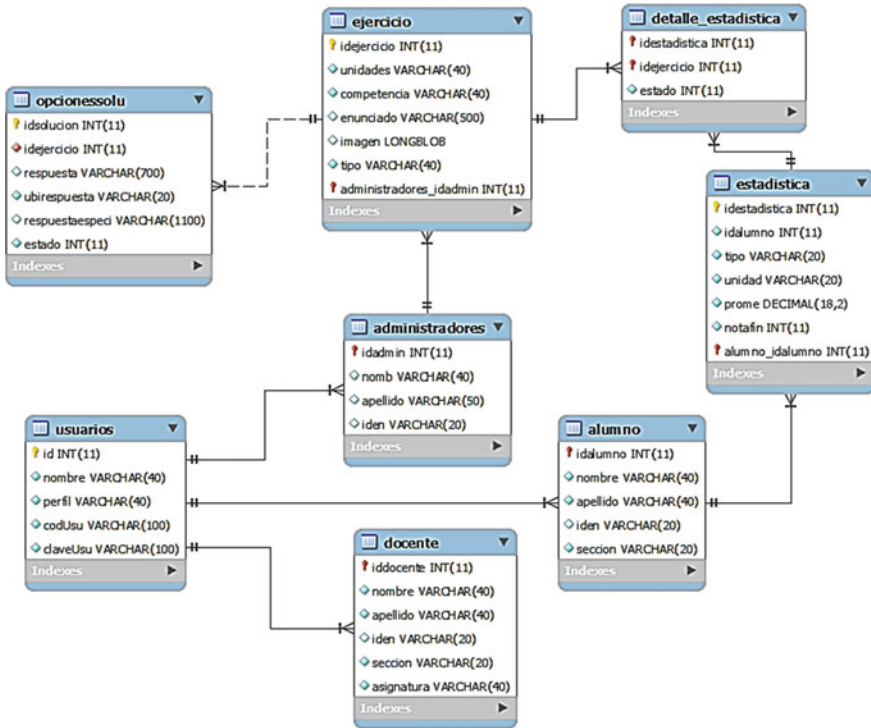 ejercicio
idejercicio INT(11)
unidades VARCHAR(40)
competencia VARCHAR(40)
enunciado VARCHAR(500)
imagen LONGBLOB
tipo VARCHAR(40)
administradores_idadmin INT(11)
Indexes
detalle_estadistica
idestadistica INT(11)
idejercicio INT(11)
estado INT(11)
Indexes
opcionessolu
idsolucion INT(11)
idejercicio INT(11)
respuesta VARCHAR(700)
ubirespuesta VARCHAR(20)
respuestaespeci VARCHAR(1100)
estado INT(11)
Indexes
estadistica
idestadistica INT(11)
idalumno INT(11)
tipo VARCHAR(20)
unidad VARCHAR(20)
prome DECIMAL(18,2)
notafin INT(11)
alumno_idalumno INT(11)
Indexes
administradores
idadmin INT(11)
nomb VARCHAR(40)
apellido VARCHAR(50)
iden VARCHAR(20)
Indexes
usuarios
id INT(11)
nombre VARCHAR(40)
perfil VARCHAR(40)
codUsu VARCHAR(100)
claveUsu VARCHAR(100)
Indexes
alumno
idalumno INT(11)
nombre VARCHAR(40)
apellido VARCHAR(40)
iden VARCHAR(20)
seccion VARCHAR(20)
Indexes
docente
iddocente INT(11)
nombre VARCHAR(40)
apellido VARCHAR(40)
iden VARCHAR(20)
seccion VARCHAR(20)
asignatura VARCHAR(40)
Indexes